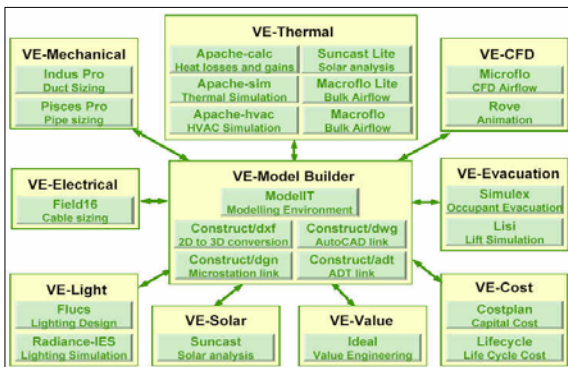 VE-Thermal
Apache-calc
Heat losses and gains
Suncast Lite
Solar analysis
Apache-sim
Thermal Simulation
Macroflo Lite
Bulk Airflow
Apache-hvac
HVAC Simulation
Macroflo
Bulk Airflow
VE-Mechanical
Indus Pro
Duct Sizing
Pisces Pro
Pipe sizing
VE-CFD
Microflo
CFD Airflow
Rove
Animation
VE-Electrical
Field16
Cable sizing
VE-Model Builder
ModelIT
Modelling Environment
Construct/dxf
2D to 3D conversion
Construct/dwg
AutoCAD link
Construct/dgn
Microstation link
Construct/adt
ADT link
VE-Evacuation
Simulex
Occupant Evacuation
Lisi
Lift Simulation
VE-Light
Flucs
Lighting Design
Radiance-IES
Lighting Simulation
VE-Solar
Suncast
Solar analysis
VE-Value
Ideal
Value Engineering
VE-Cost
Costplan
Capital Cost
Lifecycle
Life Cycle Cost